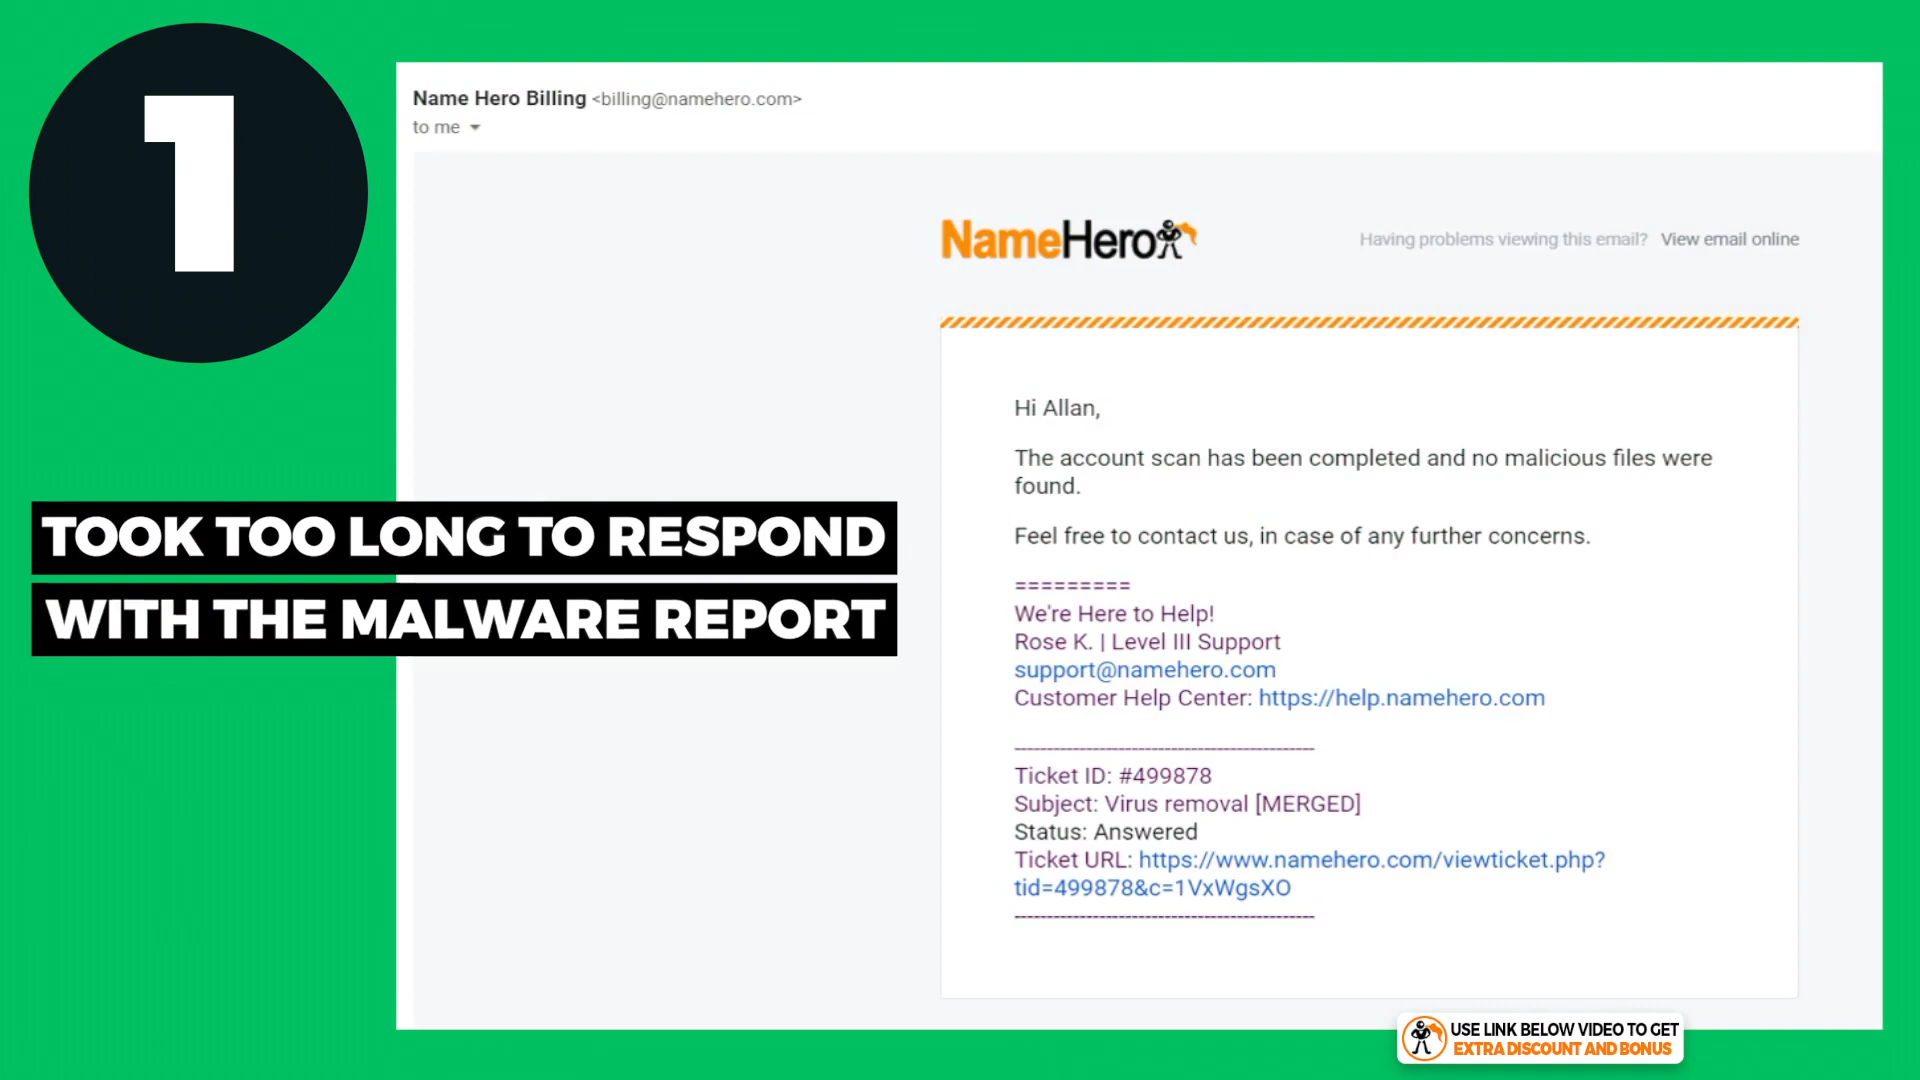 1
Name Hero Billing <billing@namehero.com>
to me
NameHero
Having problems viewing this email? View email online
Hi Allan,
The account scan has been completed and no malicious files were
found.
Feel free to contact us, in case of any further concerns.
=========
We're Here to Help!
Rose K. | Level III Support
support@namehero.com
Customer Help Center: https://help.namehero.com
----------------------------------------------
Ticket ID: #499878
Subject: Virus removal [MERGED]
Status: Answered
Ticket URL: https://www.namehero.com/viewticket.php?
tid=499878&c=1VxWgsXO
----------------------------------------------
TOOK TOO LONG TO RESPOND
WITH THE MALWARE REPORT
USE LINK BELOW VIDEO TO GET
EXTRA DISCOUNT AND BONUS